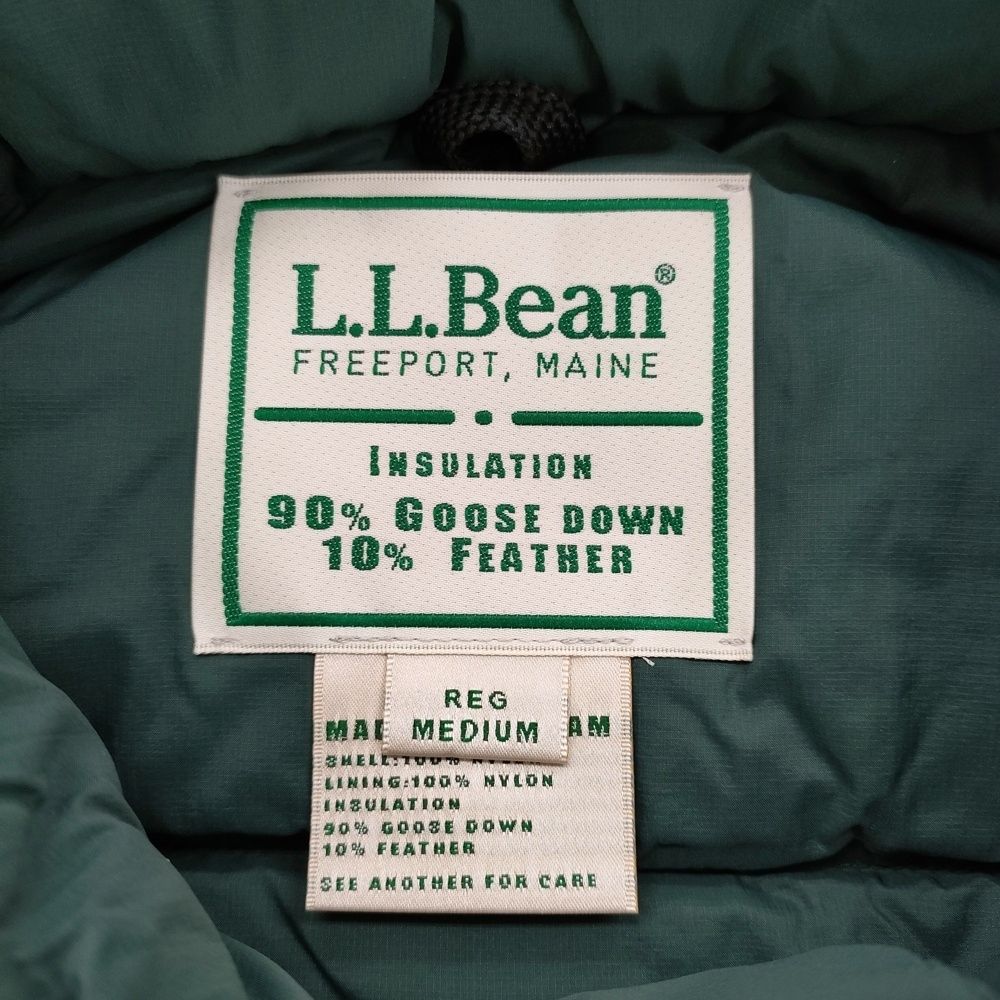 L.L.Bean®
FREEPORT, MAINE
INSULATION
90% GOOSE DOWN
10% FEATHER
REG
MEDIUM
LINING:100% NYLON
INSULATION
90% GOOSE DOWN
10% FEATHER
SEE ANOTHER FOR CARE